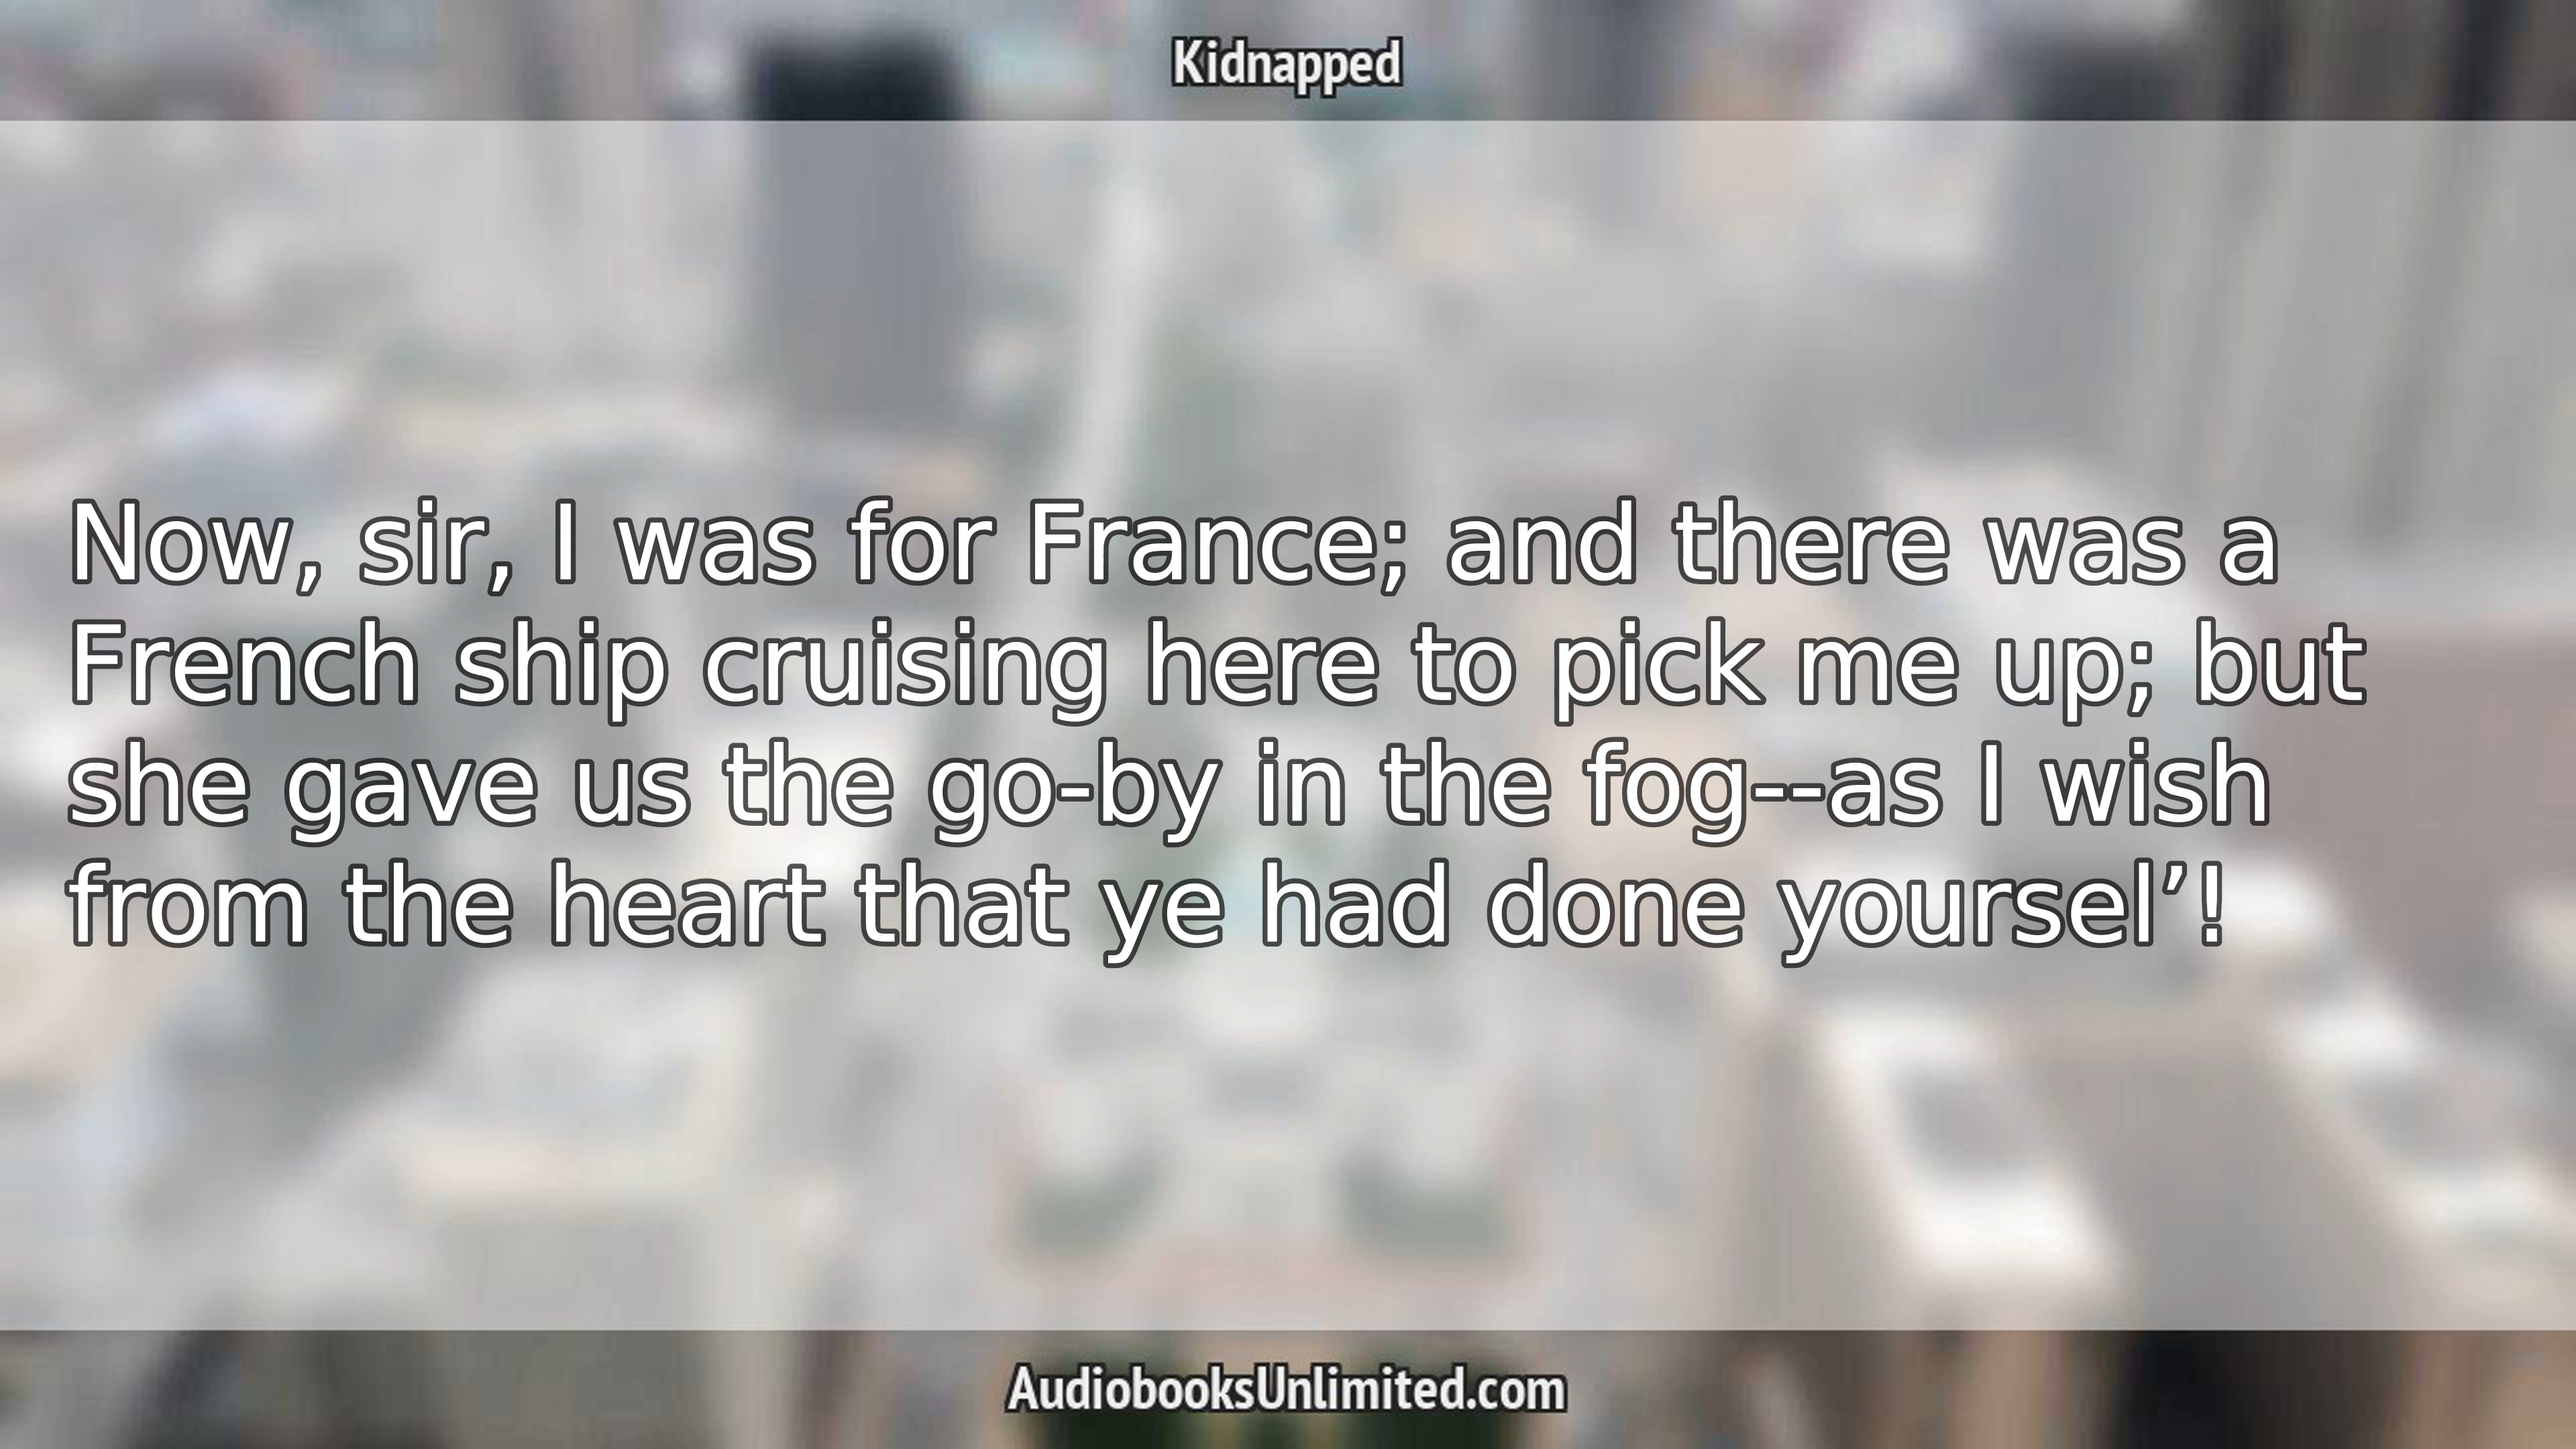 Kidnapped
Now, sir, I was for France; and there was a
French ship cruising here to pick me up; but
she gave us the go-by in the fog--as I wish
from the heart that ye had done yoursel’!
AudiobooksUnlimited.com